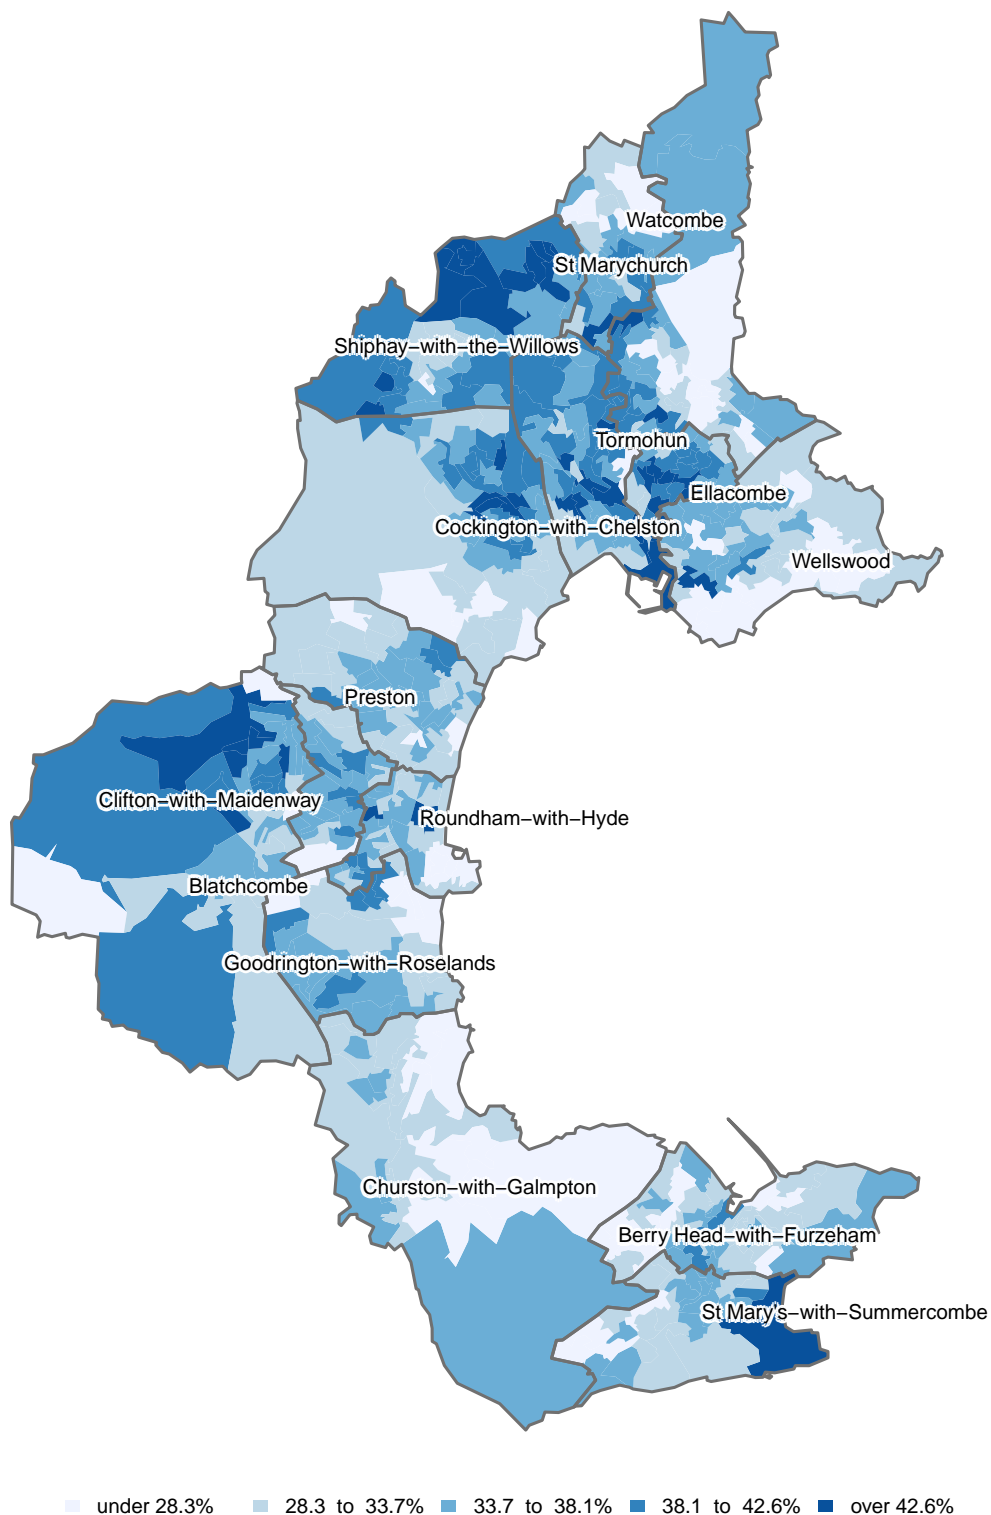 Watcombe
St Marychurch
Shiphay−with−the−Willows
Tormohun
Ellacombe
Cockington−with−Chelston
Wellswood
Preston
Clifton−with−Maidenway
Roundham−with−Hyde
Blatchcombe
Goodrington−with−Roselands
Churston−with−Galmpton
Berry Head−with−Furzeham
St Mary's−with−Summercombe
under 28.3% 28.3 to 33.7% 33.7 to 38.1% 38.1 to 42.6% over 42.6%